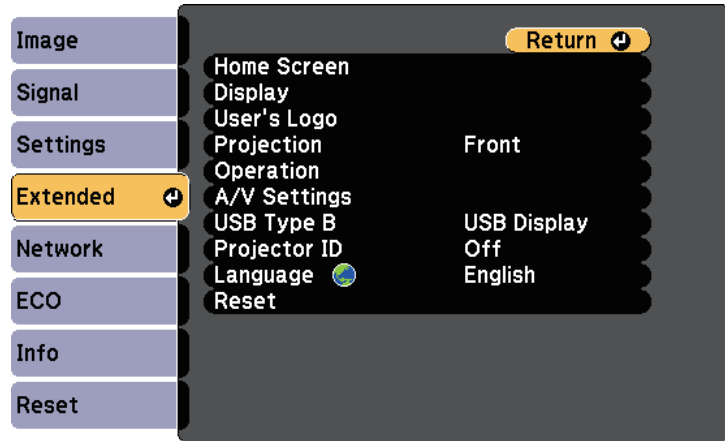 Image
Signal
Settings
Extended
Network
ECO
Info
Reset
Return
Home Screen
Display
User's Logo
Projection Front
Operation
A/V Settings
USB Type B USB Display
Projector ID Off
Language English
Reset